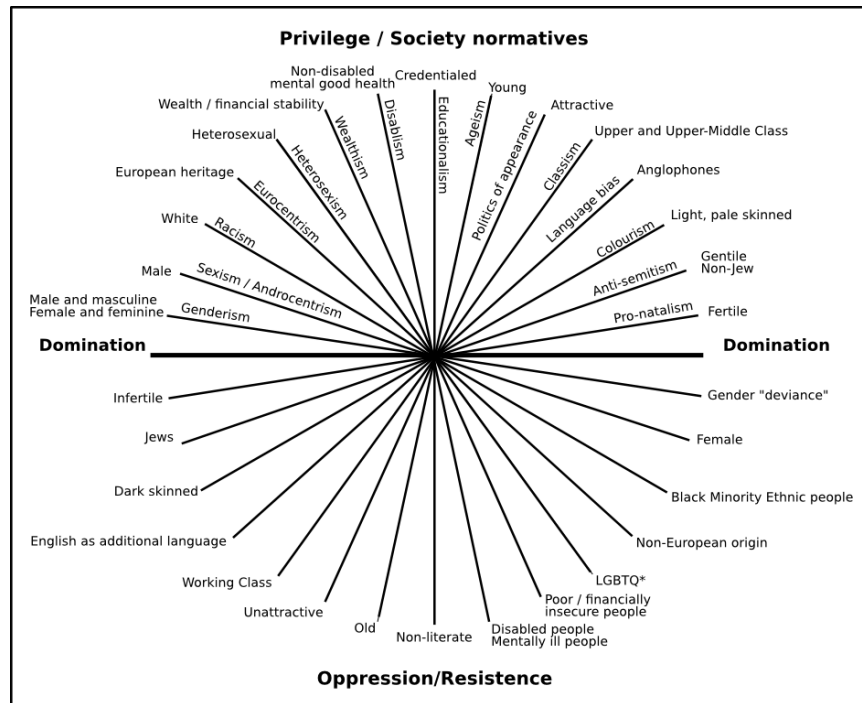 Privilege / Society normatives
Non-disabled
mental good health
Credentialed
Young
Wealth / financial stability
Attractive
Heterosexual
Upper and Upper-Middle Class
European heritage
Anglophones
White
Light, pale skinned
Male
Gentile
Non-Jew
Male and masculine
Female and feminine
Fertile
Genderism
Sexism / Androcentrism
Racism
Eurocentrism
Heterosexism
Wealthism
Disablism
Educationalism
Ageism
Politics of appearance
Classism
Language bias
Colourism
Anti-semitism
Pro-natalism
Domination
Domination
Infertile
Gender "deviance"
Jews
Female
Dark skinned
Black Minority Ethnic people
English as additional language
Non-European origin
Working Class
LGBTQ*
Unattractive
Poor / financially
insecure people
Old
Non-literate
Disabled people
Mentally ill people
Oppression/Resistence